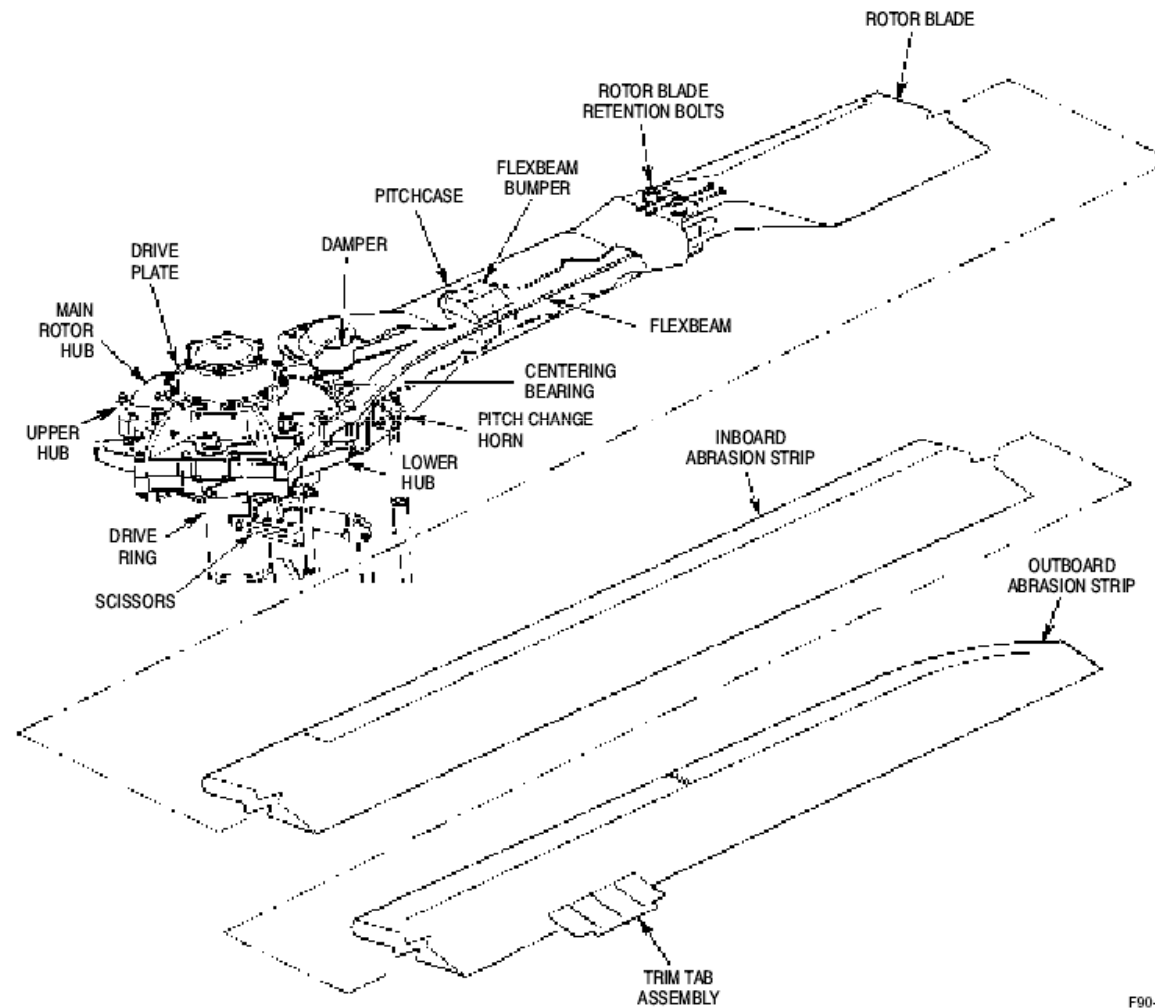 ROTOR BLADE
ROTOR BLADE
RETENTION BOLTS
FLEXBEAM
BUMPER
PITCHCASE
DAMPER
DRIVE
PLATE
MAIN
ROTOR
HUB
FLEXBEAM
CENTERING
BEARING
UPPER
HUB
PITCH CHANGE
HORN
LOWER
HUB
INBOARD
ABRASION STRIP
DRIVE
RING
SCISSORS
OUTBOARD
ABRASION STRIP
TRIM TAB
ASSEMBLY
F90-